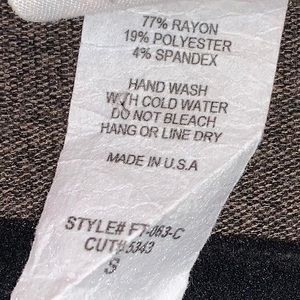 77% RAYON
19% POLYESTER
4% SPANDEX
HAND WASH
WITH COLD WATER
DO NOT BLEACH
HANG OR LINE DRY
MADE IN U.S.A
STYLE# FT-063-C
CUT# 5343
S